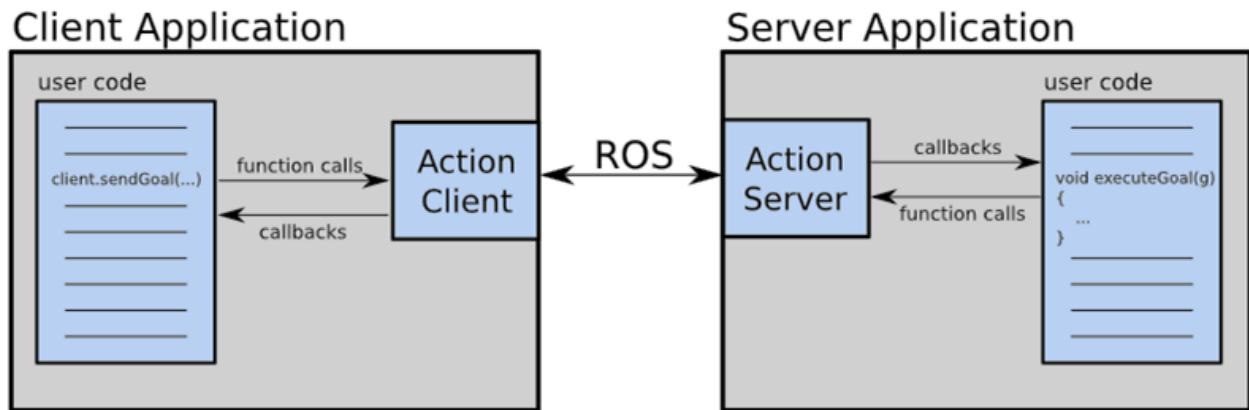 Client Application
user code
client.sendGoal(...)
function calls
callbacks
Action
Client
ROS
Server Application
Action
Server
callbacks
function calls
user code
void executeGoal(g)
{
...
}